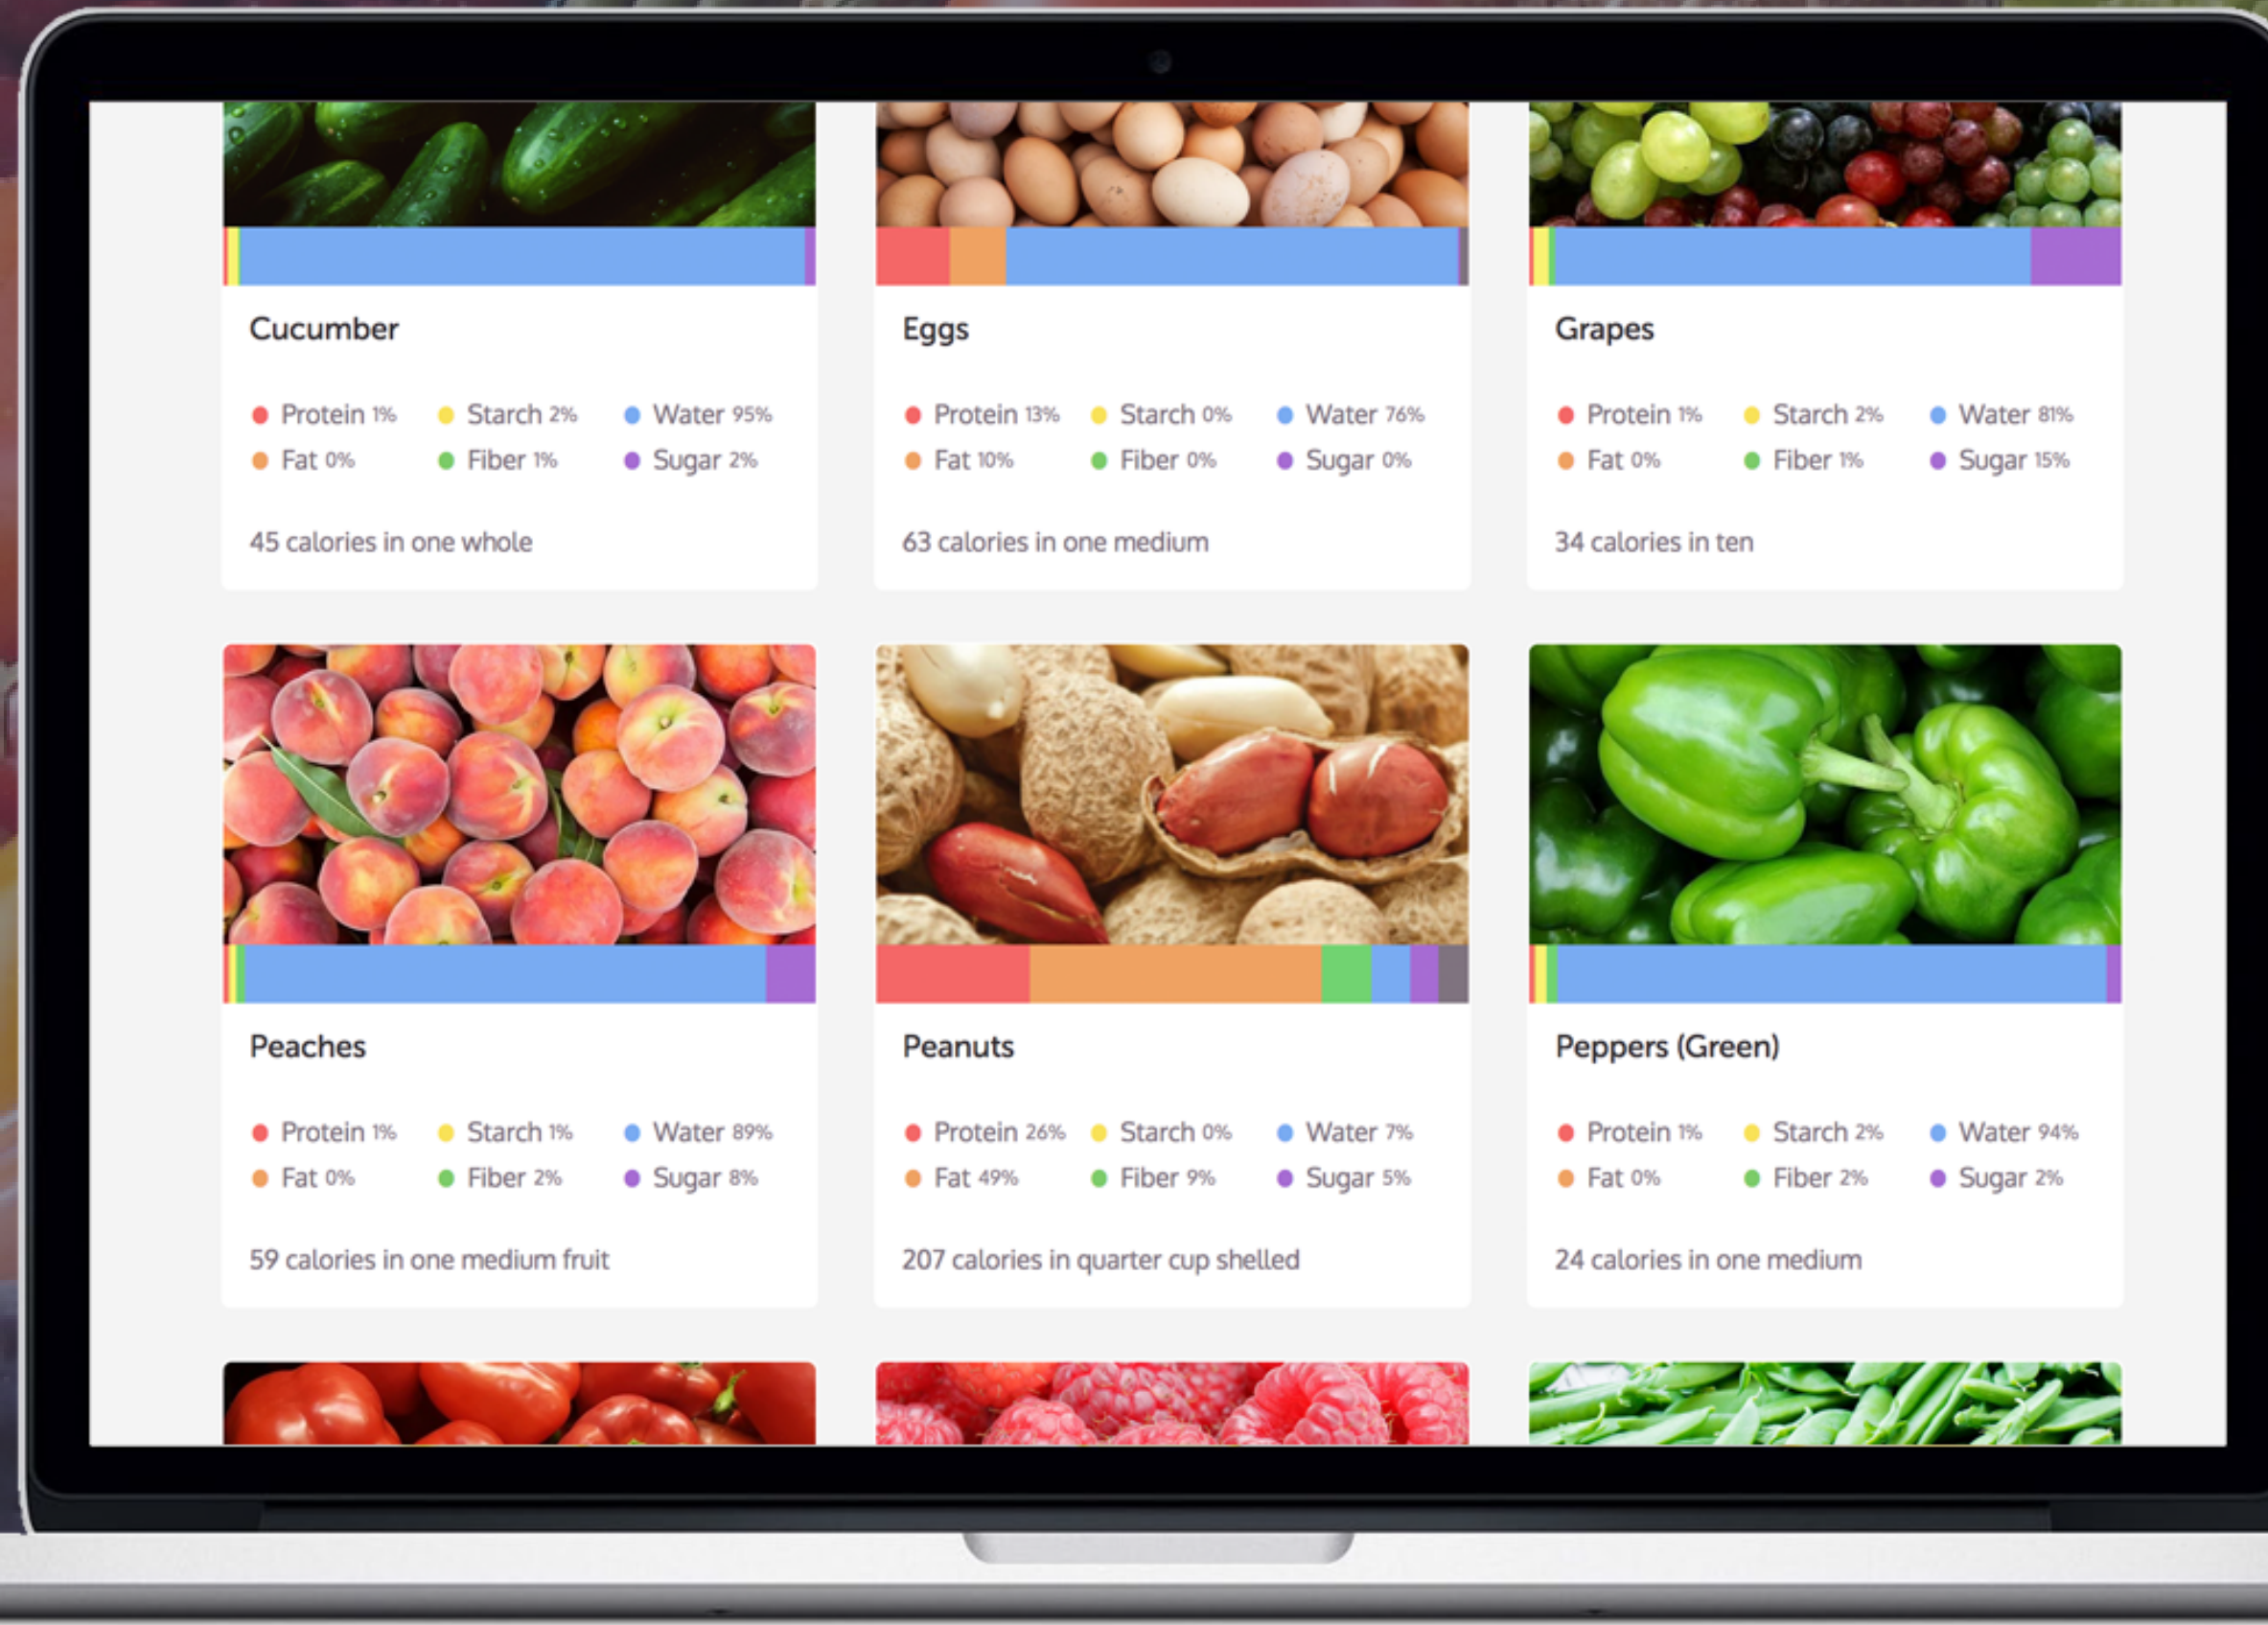 Cucumber
Protein 1% Starch 2% Water 95%
Fat 0% Fiber 1% Sugar 2%
45 calories in one whole
Eggs
Protein 13% Starch 0% Water 76%
Fat 10% Fiber 0% Sugar 0%
63 calories in one medium
Grapes
Protein 1% Starch 2% Water 81%
Fat 0% Fiber 1% Sugar 15%
34 calories in ten
Peaches
Protein 1% Starch 1% Water 89%
Fat 0% Fiber 2% Sugar 8%
59 calories in one medium fruit
Peanuts
Protein 26% Starch 0% Water 7%
Fat 49% Fiber 9% Sugar 5%
207 calories in quarter cup shelled
Peppers (Green)
Protein 1% Starch 2% Water 94%
Fat 0% Fiber 2% Sugar 2%
24 calories in one medium